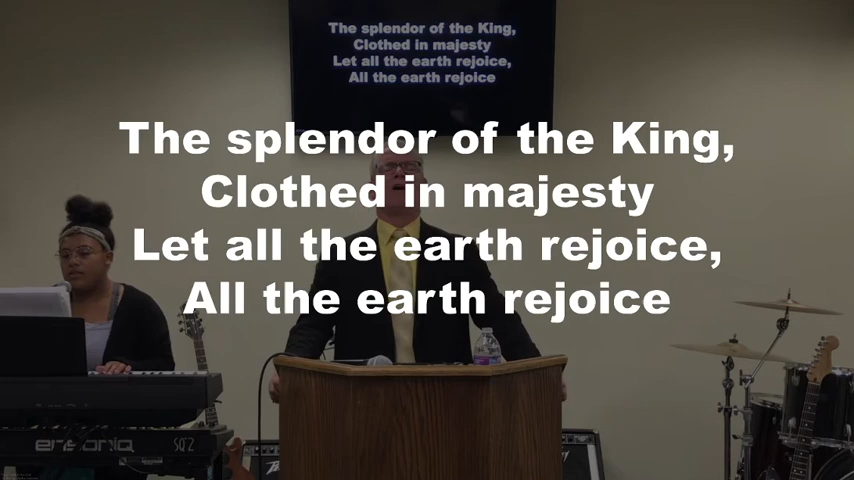 The splendor of the King,
Clothed in majesty
Let all the earth rejoice,
All the earth rejoice
The splendor of the King,
Clothed in majesty
Let all the earth rejoice,
All the earth rejoice
ensoniq SQ2